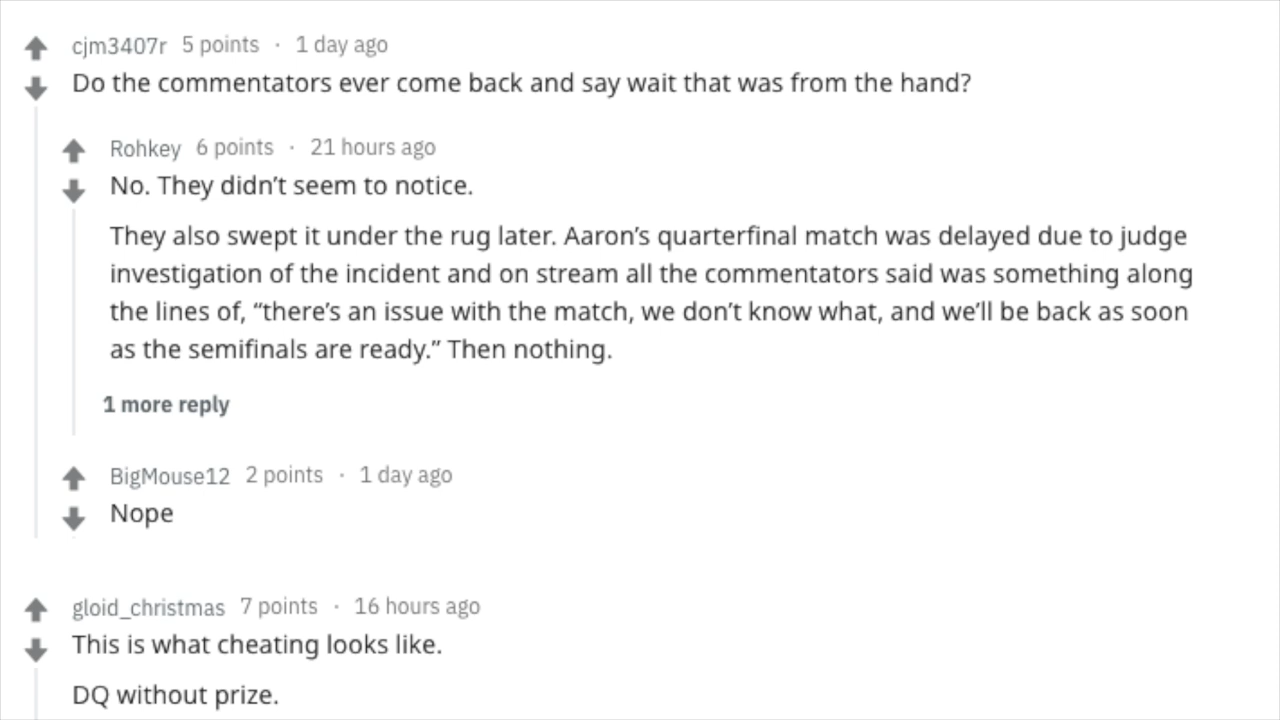 cjm3407r 5 points · 1 day ago
Do the commentators ever come back and say wait that was from the hand?
Rohkey 6 points · 21 hours ago
No. They didn’t seem to notice.
They also swept it under the rug later. Aaron’s quarterfinal match was delayed due to judge
investigation of the incident and on stream all the commentators said was something along
the lines of, “there’s an issue with the match, we don’t know what, and we’ll be back as soon
as the semifinals are ready.” Then nothing.
1 more reply
BigMouse12 2 points · 1 day ago
Nope
gloid_christmas 7 points · 16 hours ago
This is what cheating looks like.
DQ without prize.